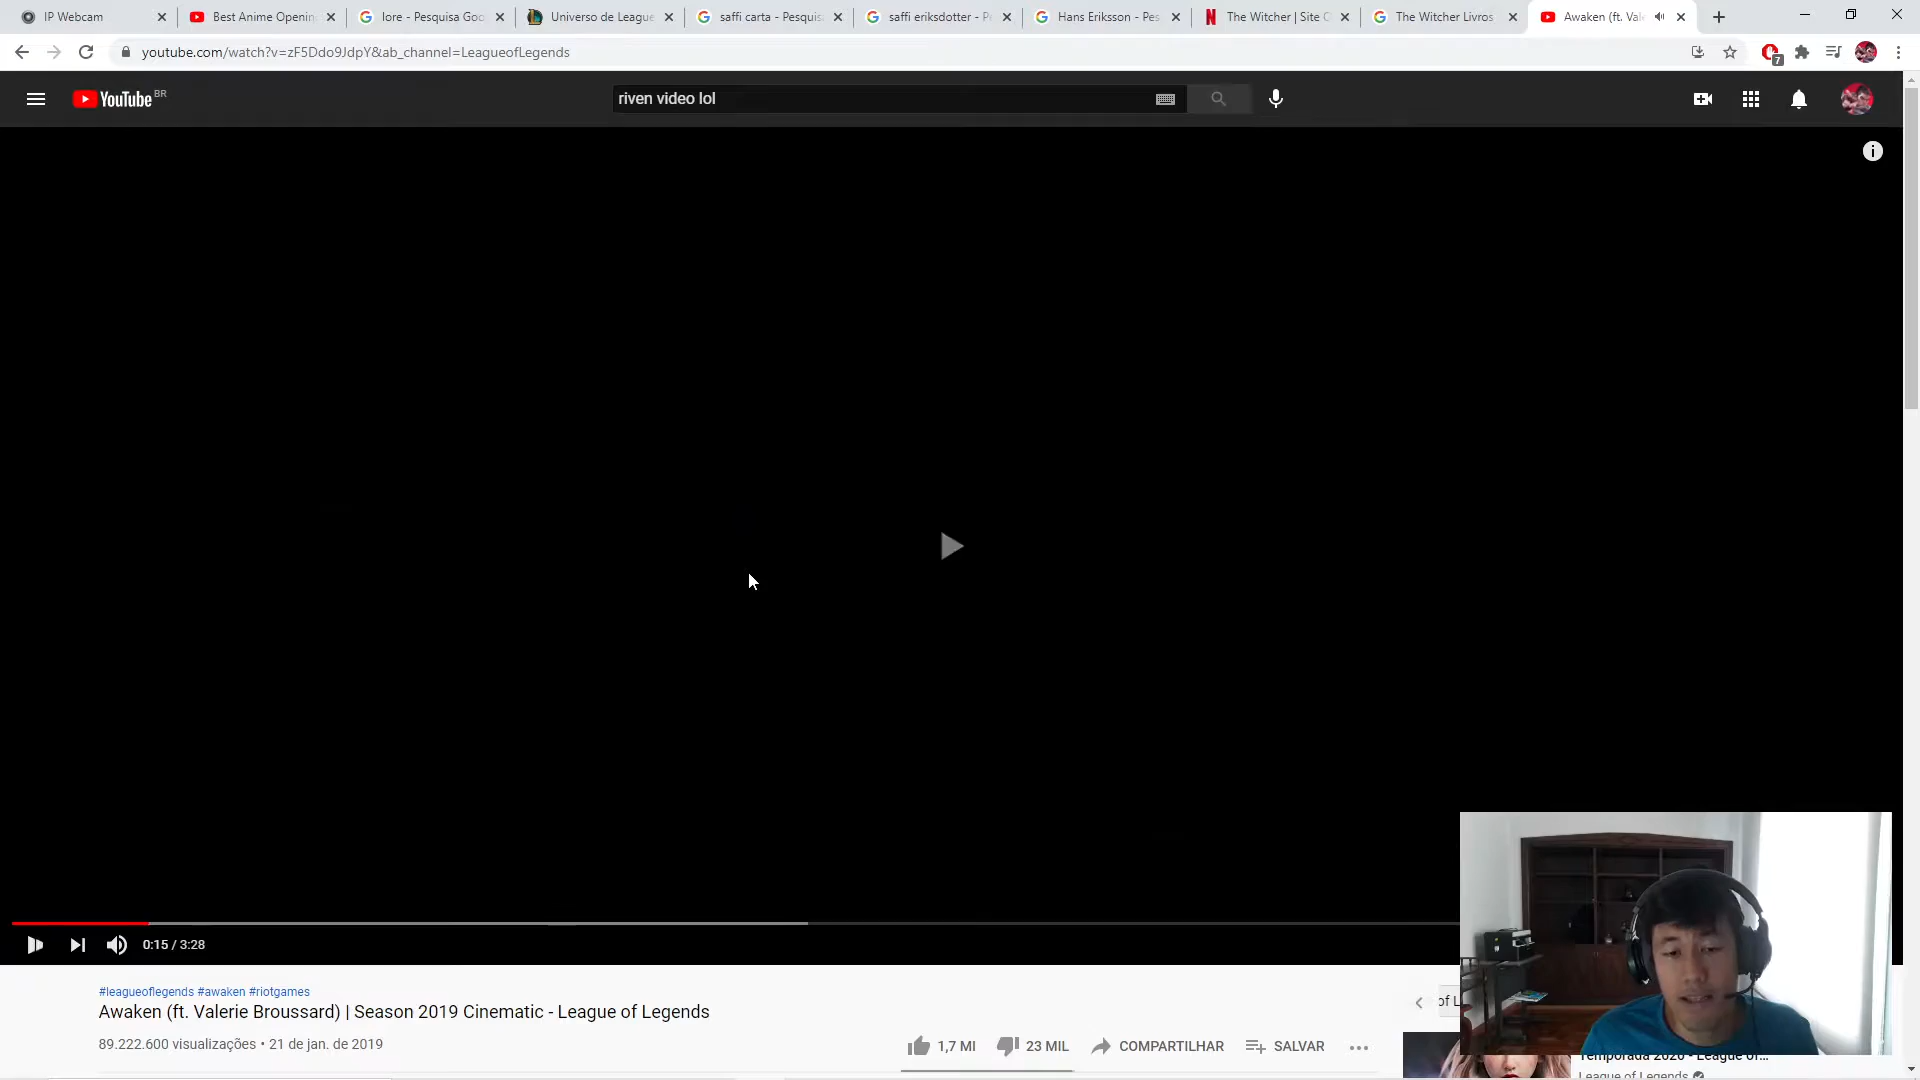 IP Webcam
Best Anime Openin
lore - Pesquisa Goo
Universo de League
saffi carta - Pesquis
saffi eriksdotter - P
Hans Eriksson - Pes
The Witcher | Site C
The Witcher Livros
Awaken (ft. Val
youtube.com/watch?v=zF5Ddo9JdpY&ab_channel=LeagueofLegends
7
YouTube BR
riven video lol
0:15 / 3:28
#leagueoflegends #awaken #riotgames
Awaken (ft. Valerie Broussard) | Season 2019 Cinematic - League of Legends
89.222.600 visualizações • 21 de jan. de 2019
1,7 MI
23 MIL
COMPARTILHAR
SALVAR
of L
Temporada 2020 - League of...
League of Legends